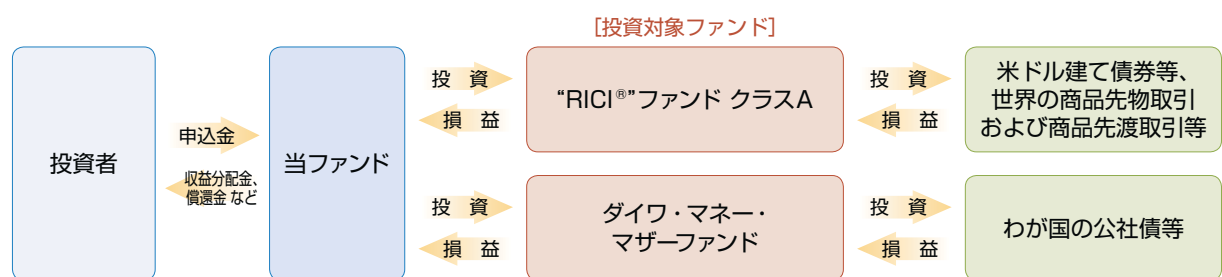 [投資対象ファンド]
投資者
申込金
収益分配金、
償還金 など
当ファンド
投 資
損 益
“RICI®”ファンド クラスA
投 資
損 益
米ドル建て債券等、
世界の商品先物取引
および商品先渡取引等
投 資
損 益
ダイワ・マネー・
マザーファンド
投 資
損 益
わが国の公社債等